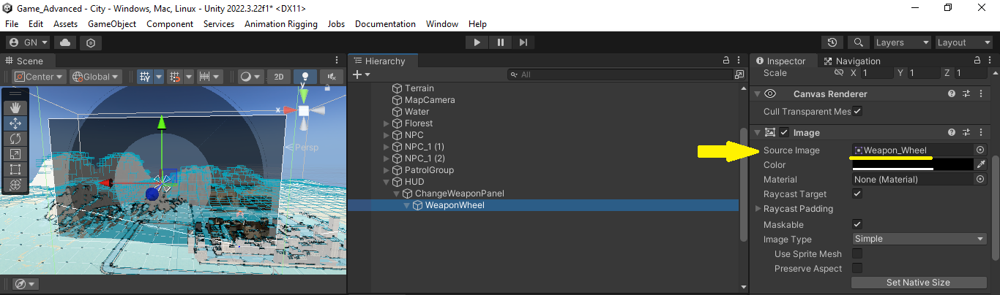 Game_Advanced - City - Windows, Mac, Linux - Unity 2022.3.22f1* <DX11>
File Edit Assets GameObject Component Services Animation Rigging Jobs Documentation Window Help
GN Layers Layout
Scene
Center Global 2D
y
x
Persp
Hierarchy
All
Terrain
MapCamera
Water
Florest
NPC
NPC_1 (1)
NPC_1 (2)
PatrolGroup
HUD
ChangeWeaponPanel
WeaponWheel
Inspector Navigation
Scale X 1 Y 1 Z 1
Canvas Renderer
Cull Transparent Mes
Image
Source Image Weapon_Wheel
Color
Material None (Material)
Raycast Target
Raycast Padding
Maskable
Image Type Simple
Use Sprite Mesh
Preserve Aspect
Set Native Size